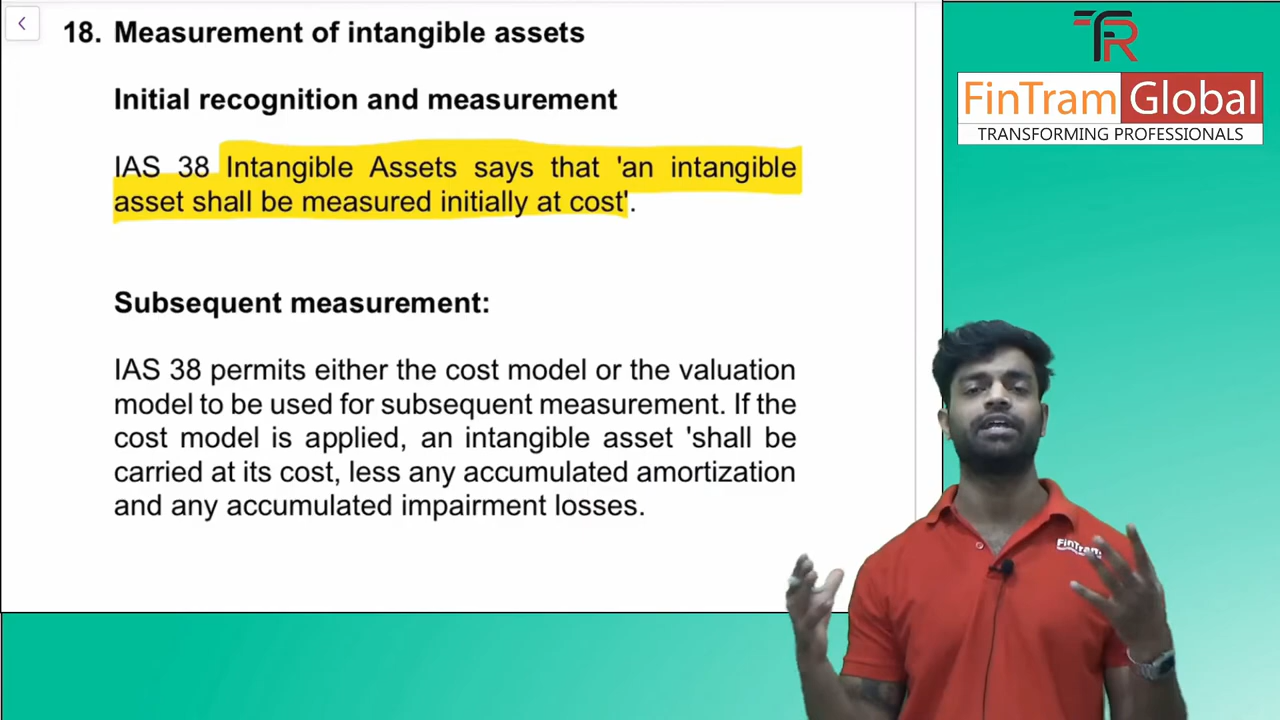 18. Measurement of intangible assets
Initial recognition and measurement
IAS 38 Intangible Assets says that 'an intangible
asset shall be measured initially at cost'.
Subsequent measurement:
IAS 38 permits either the cost model or the valuation
model to be used for subsequent measurement. If the
cost model is applied, an intangible asset 'shall be
carried at its cost, less any accumulated amortization
and any accumulated impairment losses.
FinTram Global
TRANSFORMING PROFESSIONALS
FinTram